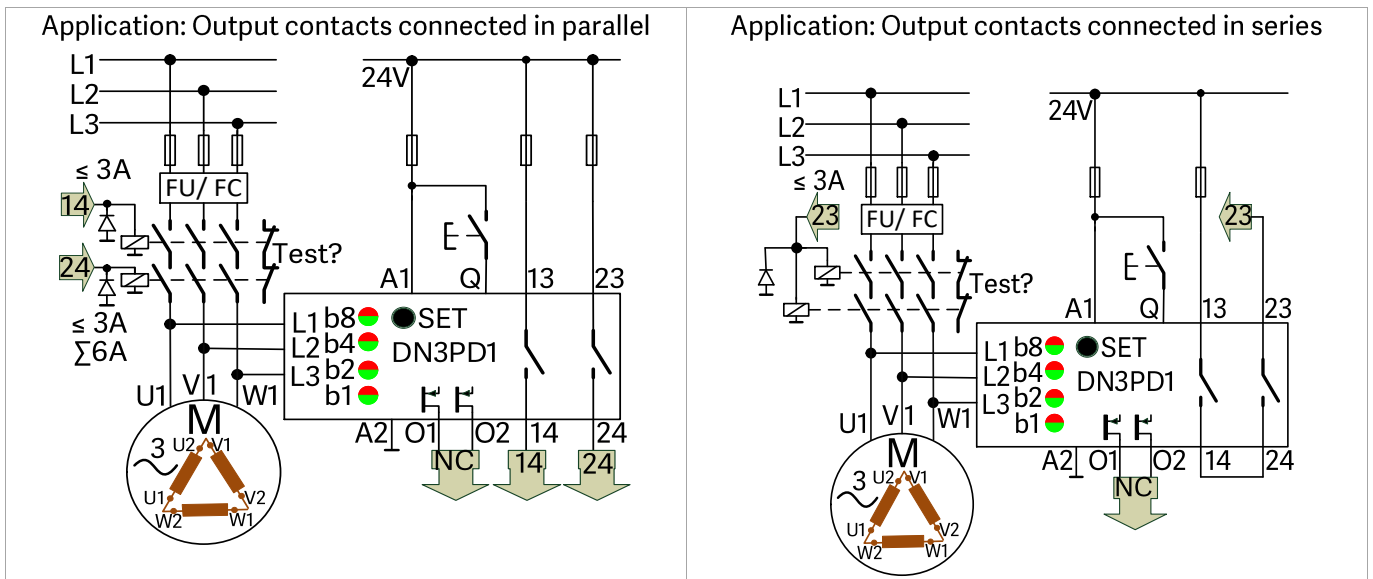 Application: Output contacts connected in parallel
L1
24V
L2
L3
≤ 3A
FU/ FC
14
Test?
24
A1 Q 13 23
≤ 3A
∑6A
L1 b8 SET
L2 b4 DN3PD1
L3 b2
b1
U1 V1 W1
M
A2 O1 O2 14 24
3 U2 V1
NC 14 24
U1 V2
W2 W1
Application: Output contacts connected in series
L1
24V
L2
L3
≤ 3A
23
FU/ FC
23
Test?
A1 Q 13 23
L1 b8 SET
L2 b4 DN3PD1
L3 b2
b1
U1 V1 W1
M
A2 O1 O2 14 24
3 U2 V1
NC
U1 V2
W2 W1